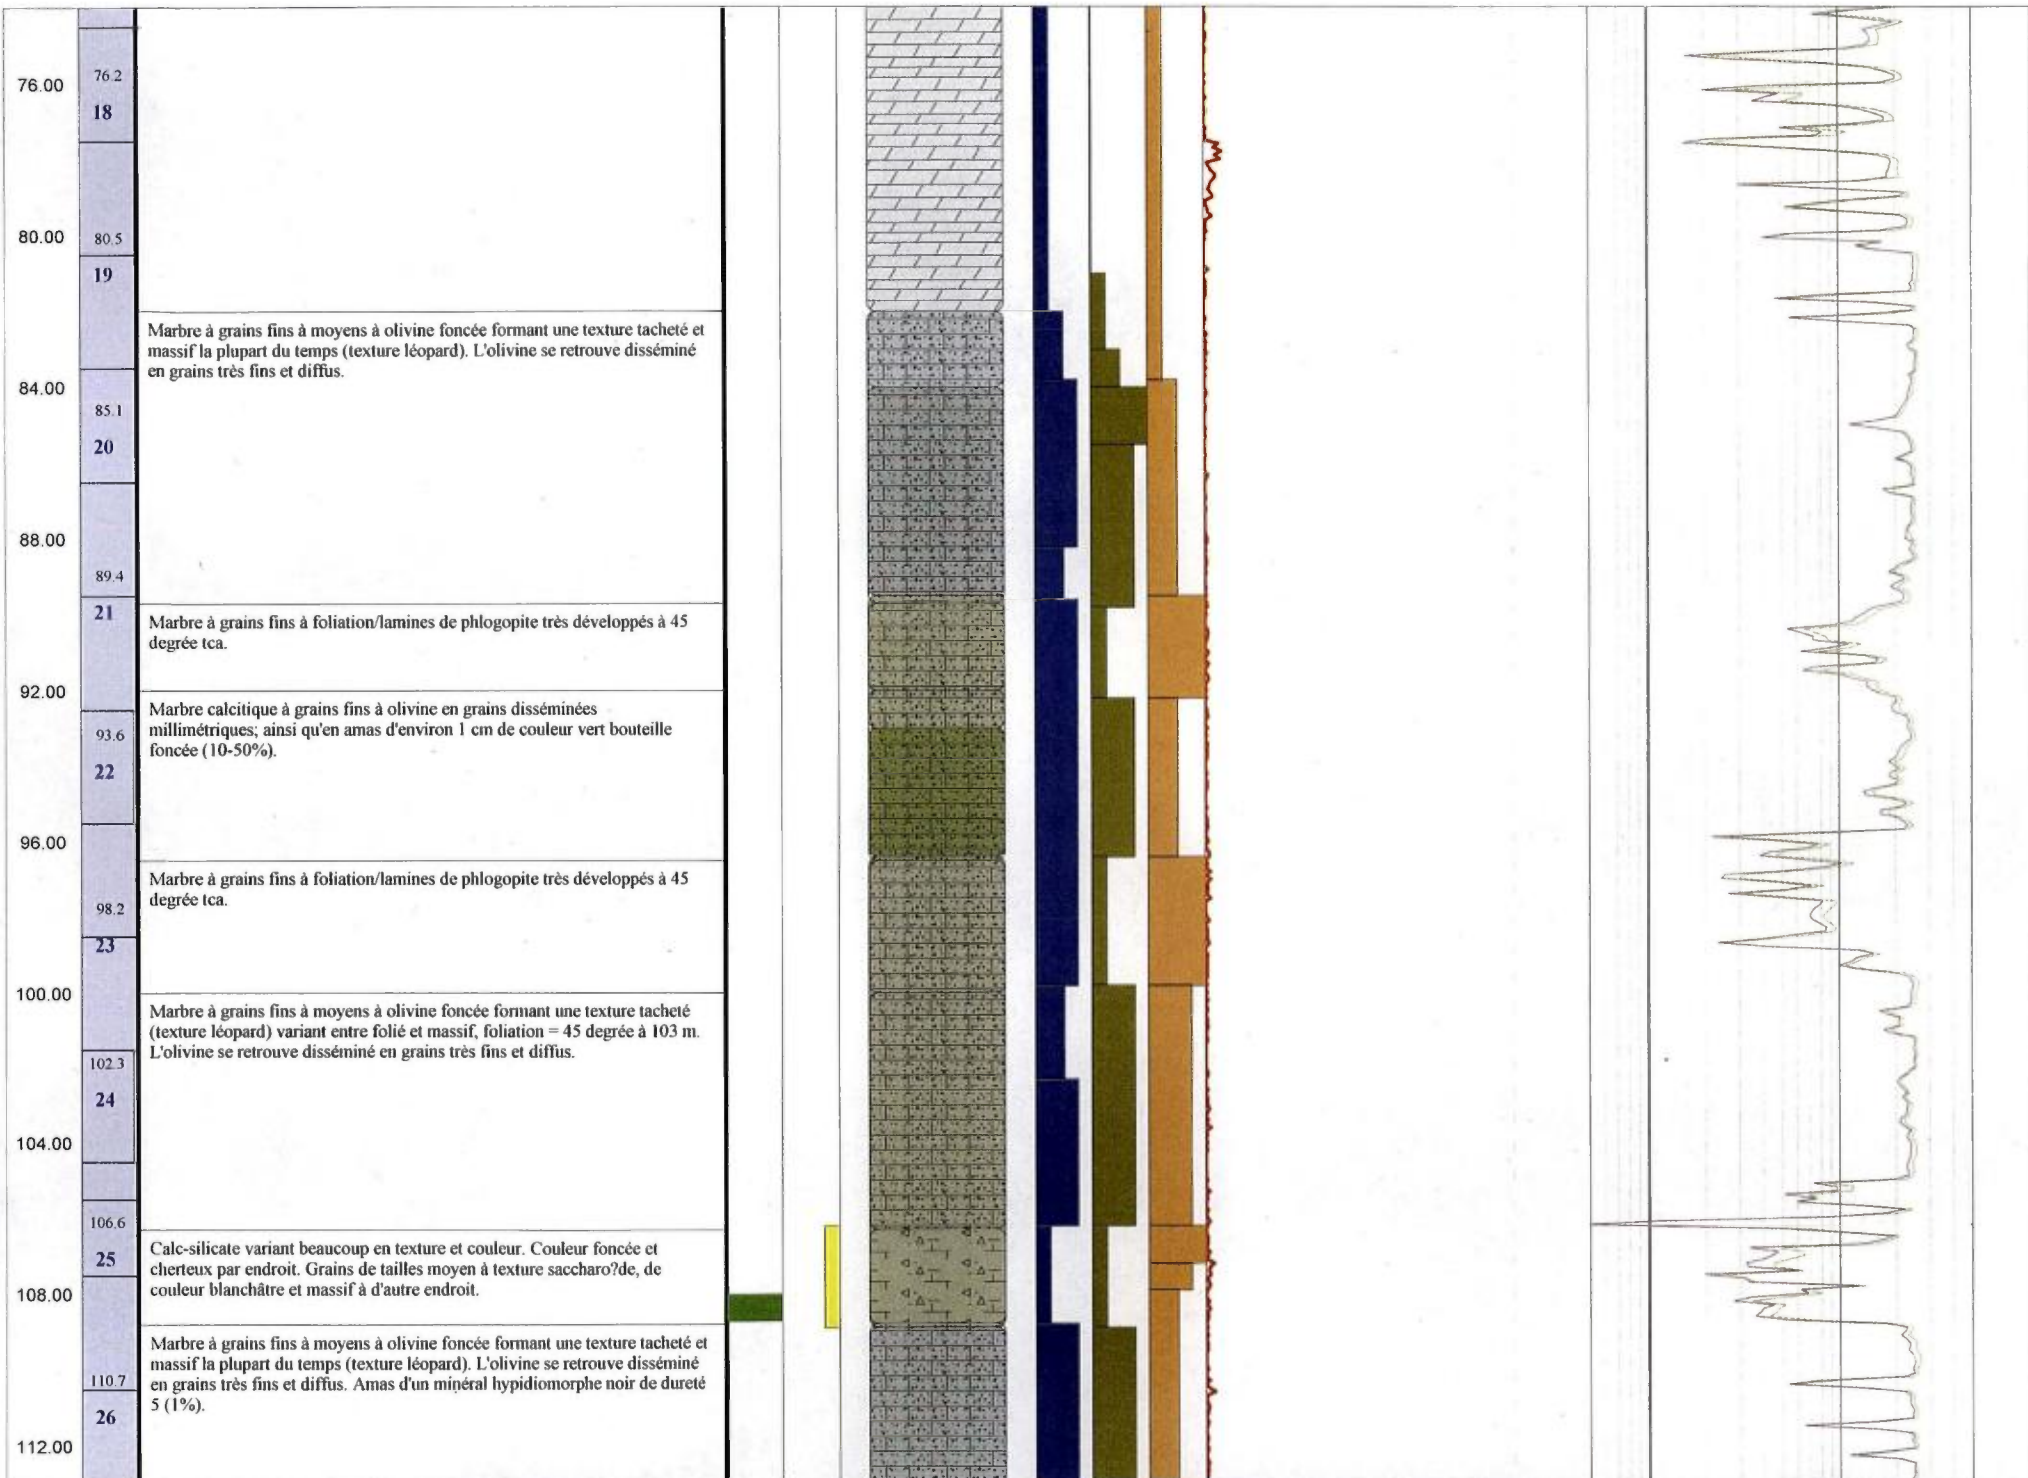 76.00
76.2
18
80.00
80.5
19
Marbre à grains fins à moyens à olivine foncée formant une texture tacheté et
massif la plupart du temps (texture léopard). L'olivine se retrouve disséminé
en grains très fins et diffus.
84.00
85.1
20
88.00
89.4
21
Marbre à grains fins à foliation/lamines de phlogopite très développés à 45
degrée tca.
92.00
Marbre calcitique à grains fins à olivine en grains disséminées
millimétriques; ainsi qu'en amas d'environ 1 cm de couleur vert bouteille
foncée (10-50%).
93.6
22
96.00
Marbre à grains fins à foliation/lamines de phlogopite très développés à 45
degrée tca.
98.2
23
100.00
Marbre à grains fins à moyens à olivine foncée formant une texture tacheté
(texture léopard) variant entre folié et massif, foliation = 45 degrée à 103 m.
L'olivine se retrouve disséminé en grains très fins et diffus.
102.3
24
104.00
106.6
25
Calc-silicate variant beaucoup en texture et couleur. Couleur foncée et
cherteux par endroit. Grains de tailles moyen à texture saccharo?de, de
couleur blanchâtre et massif à d'autre endroit.
108.00
Marbre à grains fins à moyens à olivine foncée formant une texture tacheté et
massif la plupart du temps (texture léopard). L'olivine se retrouve disséminé
en grains très fins et diffus. Amas d'un minéral hypidiomorphe noir de dureté
5 (1%).
110.7
26
112.00